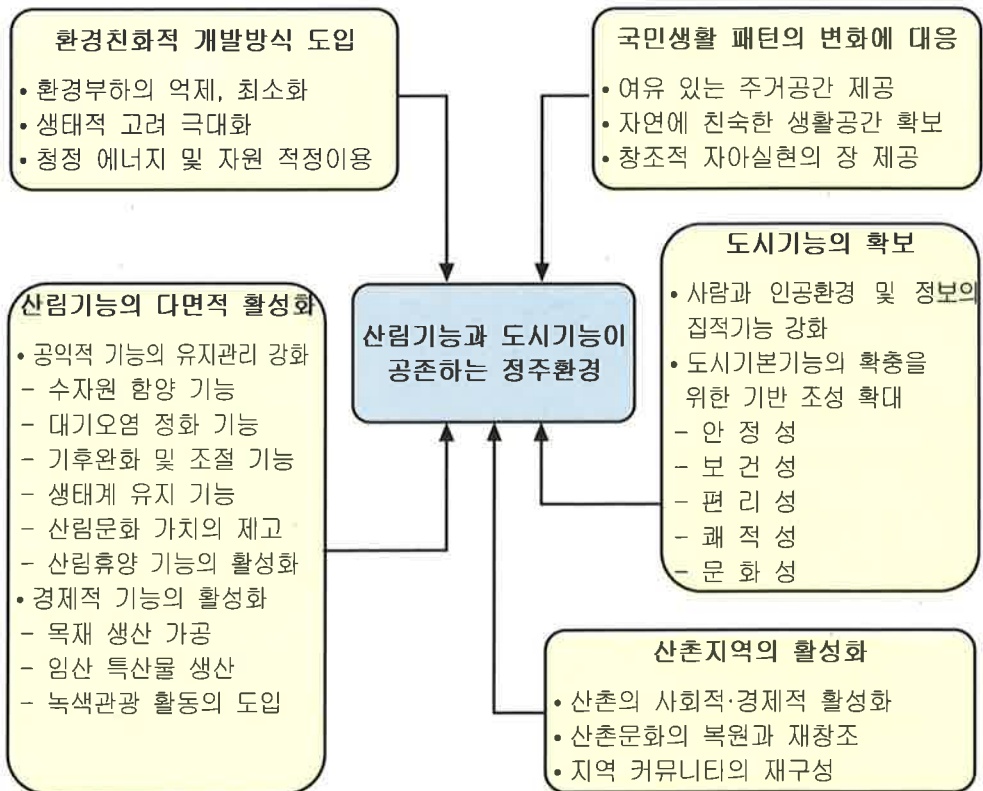 환경친화적 개발방식 도입
• 환경부하의 억제, 최소화
• 생태적 고려 극대화
• 청정 에너지 및 자원 적정이용
국민생활 패턴의 변화에 대응
• 여유 있는 주거공간 제공
• 자연에 친숙한 생활공간 확보
• 창조적 자아실현의 장 제공
산림기능의 다면적 활성화
• 공익적 기능의 유지관리 강화
– 수자원 함양 기능
– 대기오염 정화 기능
– 기후완화 및 조절 기능
– 생태계 유지 기능
– 산림문화 가치의 제고
– 산림휴양 기능의 활성화
• 경제적 기능의 활성화
– 목재 생산 가공
– 임산 특산물 생산
– 녹색관광 활동의 도입
산림기능과 도시기능이
공존하는 정주환경
도시기능의 확보
• 사람과 인공환경 및 정보의
집적기능 강화
• 도시기본기능의 확충을
위한 기반 조성 확대
– 안 정 성
– 보 건 성
– 편 리 성
– 쾌 적 성
– 문 화 성
산촌지역의 활성화
• 산촌의 사회적·경제적 활성화
• 산촌문화의 복원과 재창조
• 지역 커뮤니티의 재구성